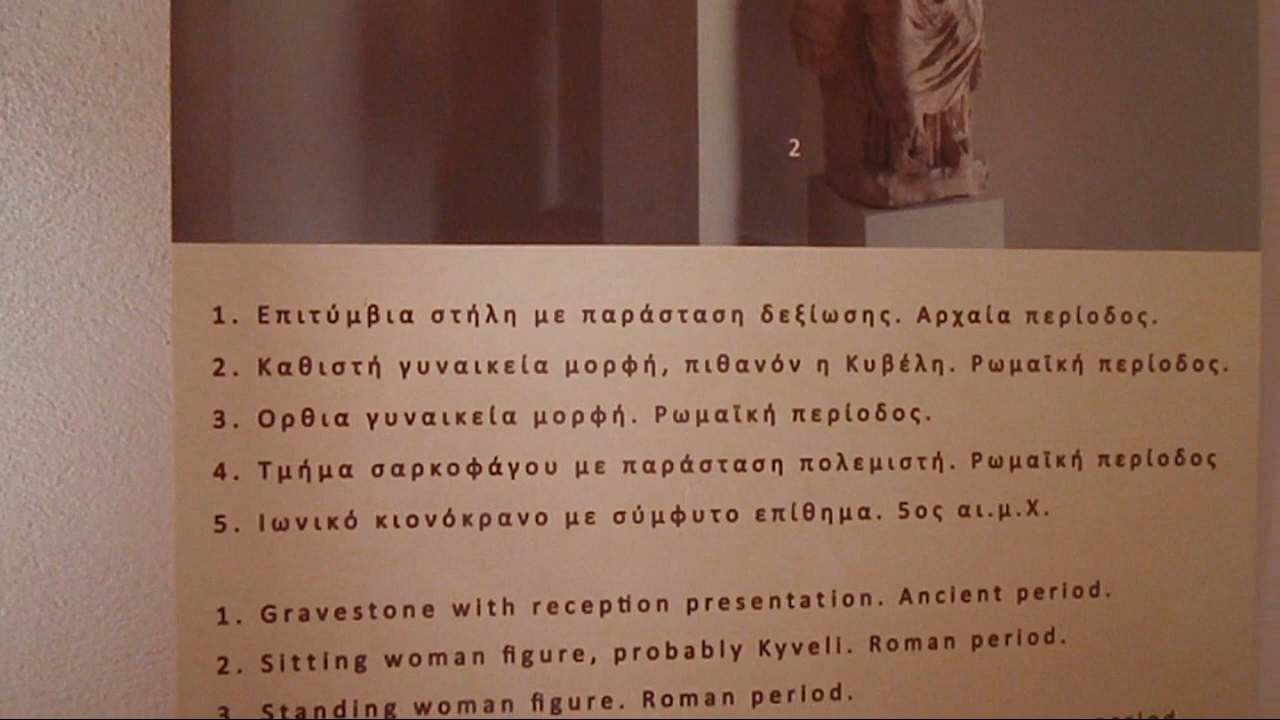 2
1. Επιτύμβια στήλη με παράσταση δεξίωσης. Αρχαία περίοδος.
2. Καθιστή γυναικεία μορφή, πιθανόν η Κυβέλη. Ρωμαϊκή περίοδος.
3. Ορθια γυναικεία μορφή. Ρωμαϊκή περίοδος.
4. Τμήμα σαρκοφάγου με παράσταση πολεμιστή. Ρωμαϊκή περίοδος
5. Ιωνικό κιονόκρανο με σύμφυτο επίθημα. 5ος αι.μ.Χ.
1. Gravestone with reception presentation. Ancient period.
2. Sitting woman figure, probably Kyveli. Roman period.
3. Standing woman figure. Roman period.
period